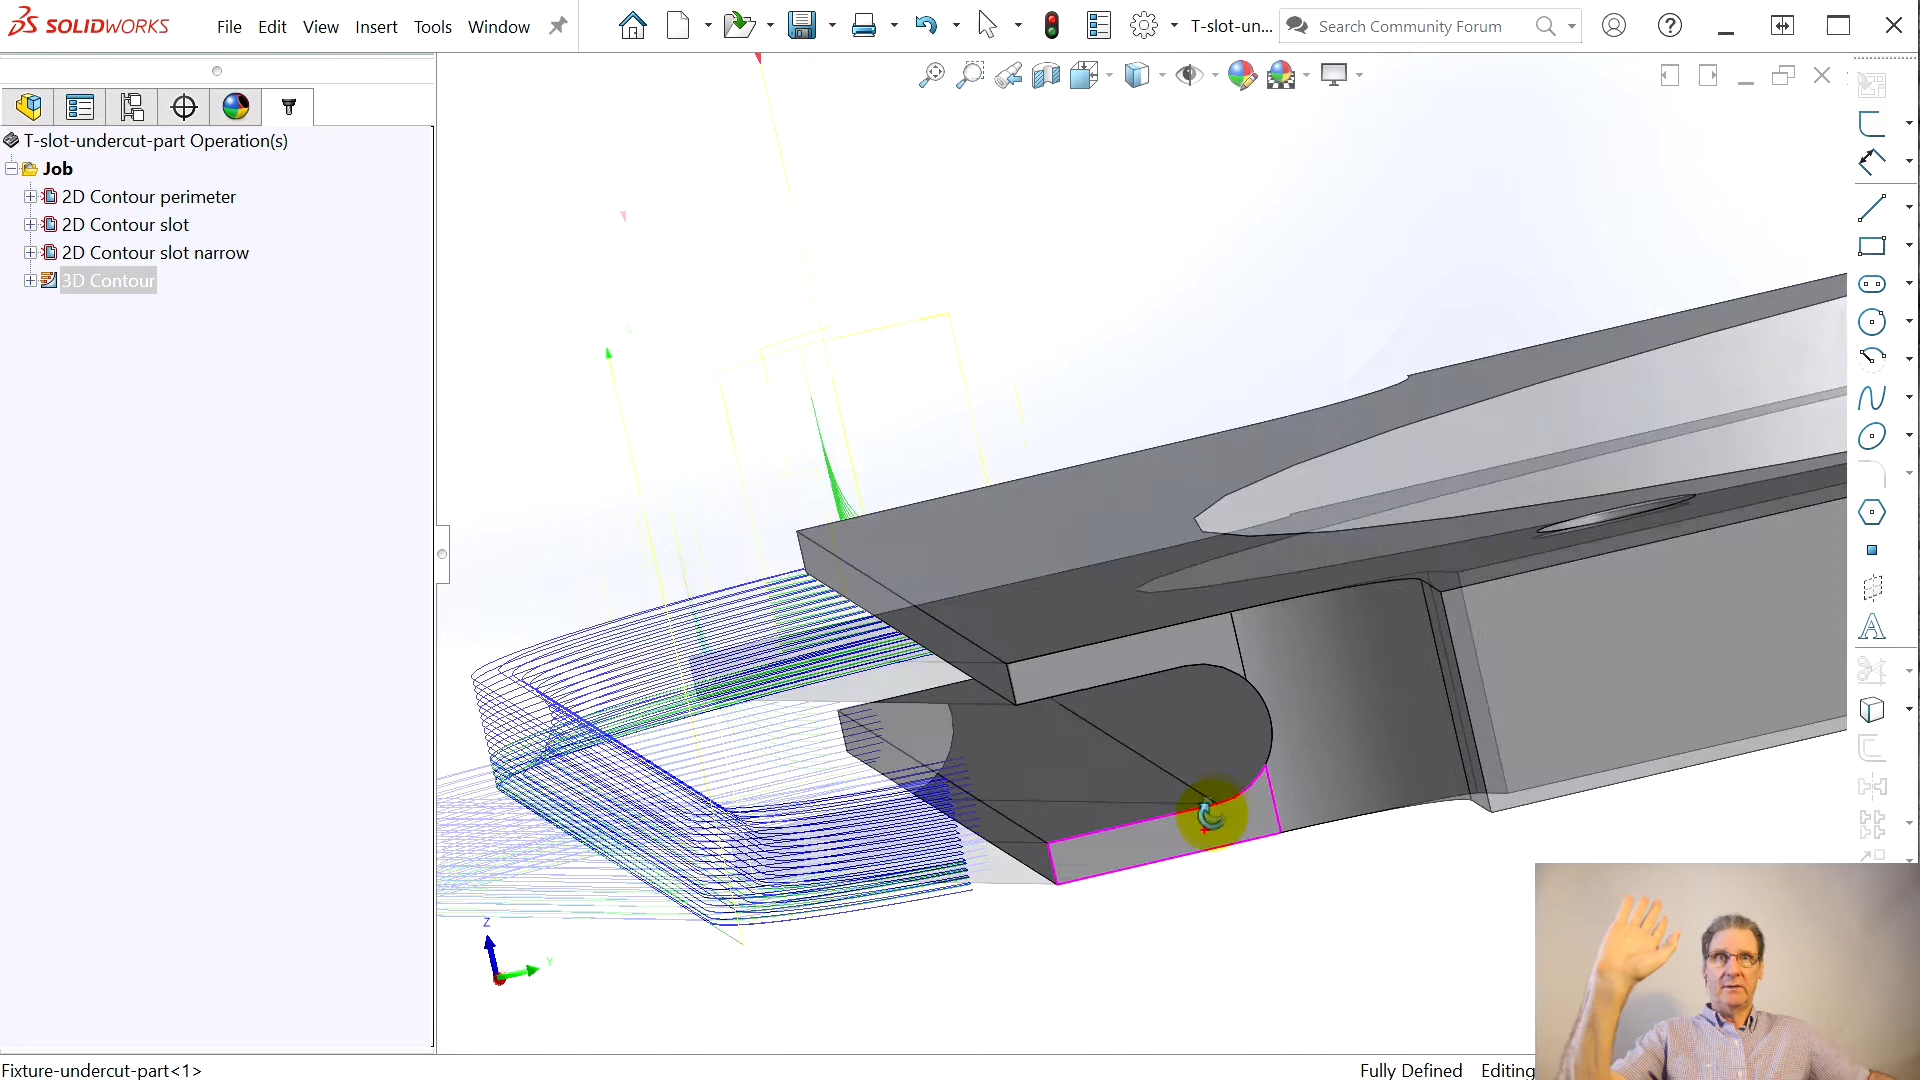 SOLIDWORKS File Edit View Insert Tools Window T-slot-un... Search Community Forum
T-slot-undercut-part Operation(s)
Job
2D Contour perimeter
2D Contour slot
2D Contour slot narrow
3D Contour
Z
Y
Fixture-undercut-part<1> Fully Defined Editing